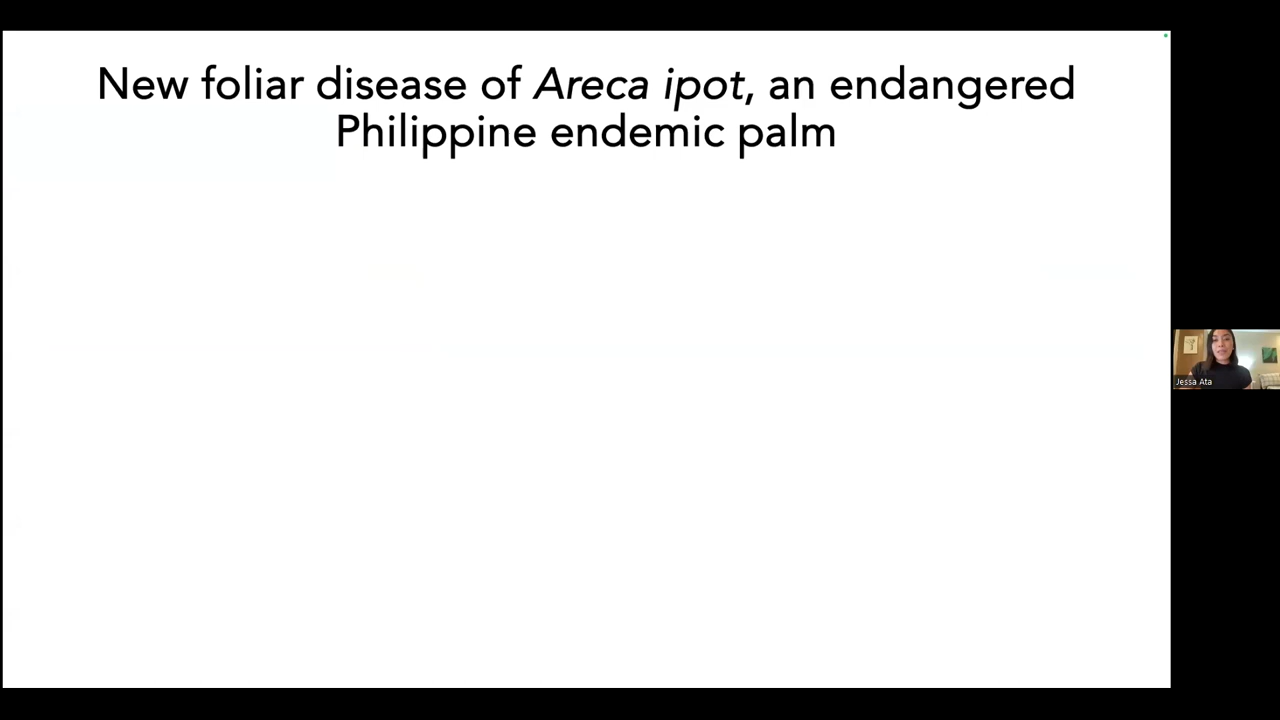 New foliar disease of Areca ipot, an endangered
Philippine endemic palm
Jessa Ata